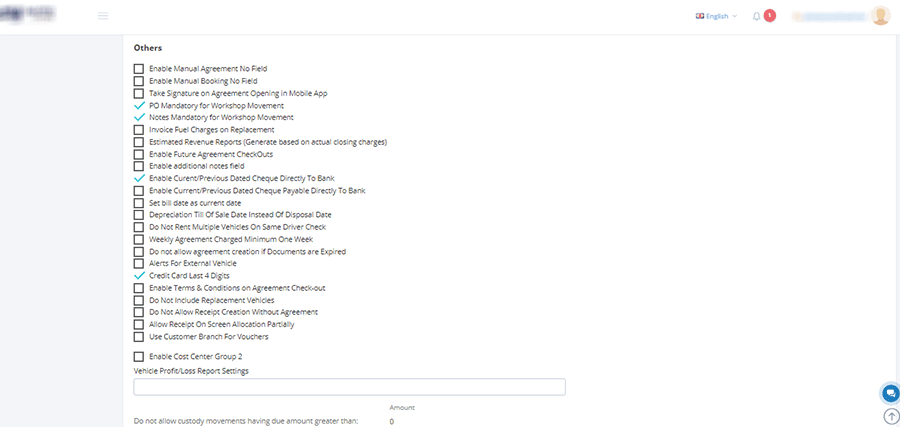 English
1
Others
Enable Manual Agreement No Field
Enable Manual Booking No Field
Take Signature on Agreement Opening in Mobile App
PO Mandatory for Workshop Movement
Notes Mandatory for Workshop Movement
Invoice Fuel Charges on Replacement
Estimated Revenue Reports (Generate based on actual closing charges)
Enable Future Agreement CheckOuts
Enable additional notes field
Enable Curent/Previous Dated Cheque Directly To Bank
Enable Current/Previous Dated Cheque Payable Directly To Bank
Set bill date as current date
Depreciation Till Of Sale Date Instead Of Disposal Date
Do Not Rent Multiple Vehicles On Same Driver Check
Weekly Agreement Charged Minimum One Week
Do not allow agreement creation if Documents are Expired
Alerts For External Vehicle
Credit Card Last 4 Digits
Enable Terms & Conditions on Agreement Check-out
Do Not Include Replacement Vehicles
Do Not Allow Receipt Creation Without Agreement
Allow Receipt On Screen Allocation Partially
Use Customer Branch For Vouchers
Enable Cost Center Group 2
Vehicle Profit/Loss Report Settings
Amount
Do not allow custody movements having due amount greater than: 0